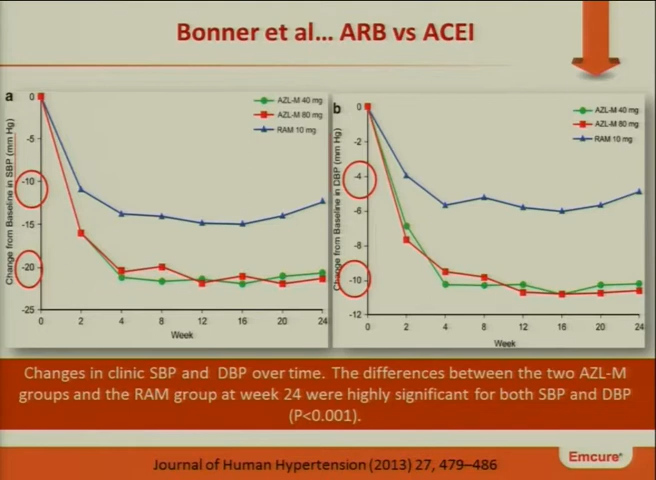 Bonner et al... ARB vs ACEI
a
Change from Baseline in SBP (mm Hg)
0
-5
-10
-15
-20
-25
AZL-M 40 mg
AZL-M 80 mg
RAM 10 mg
0 2 4 8 12 16 20 24
Week
b
Change from Baseline in DBP (mm Hg)
0
-2
-4
-6
-8
-10
-12
AZL-M 40 mg
AZL-M 80 mg
RAM 10 mg
0 2 4 8 12 16 20 24
Week
Changes in clinic SBP and DBP over time. The differences between the two AZL-M
groups and the RAM group at week 24 were highly significant for both SBP and DBP
(P<0.001).
Journal of Human Hypertension (2013) 27, 479–486
Emcure®